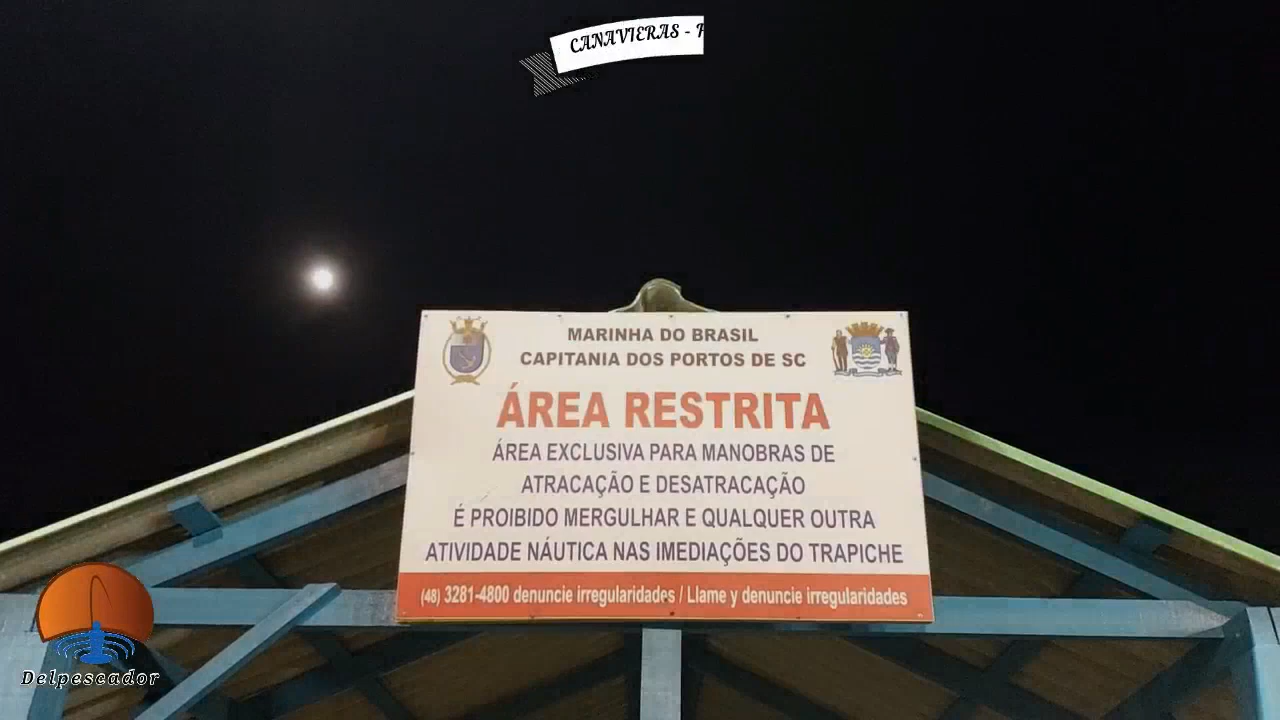 CANAVIERAS -
MARINHA DO BRASIL
CAPITANIA DOS PORTOS DE SC
ÁREA RESTRITA
ÁREA EXCLUSIVA PARA MANOBRAS DE
ATRACAÇÃO E DESATRACAÇÃO
É PROIBIDO MERGULHAR E QUALQUER OUTRA
ATIVIDADE NÁUTICA NAS IMEDIAÇÕES DO TRAPICHE
(48) 3281-4800 denuncie irregularidades / Llame y denuncie irregularidades
Delpescador